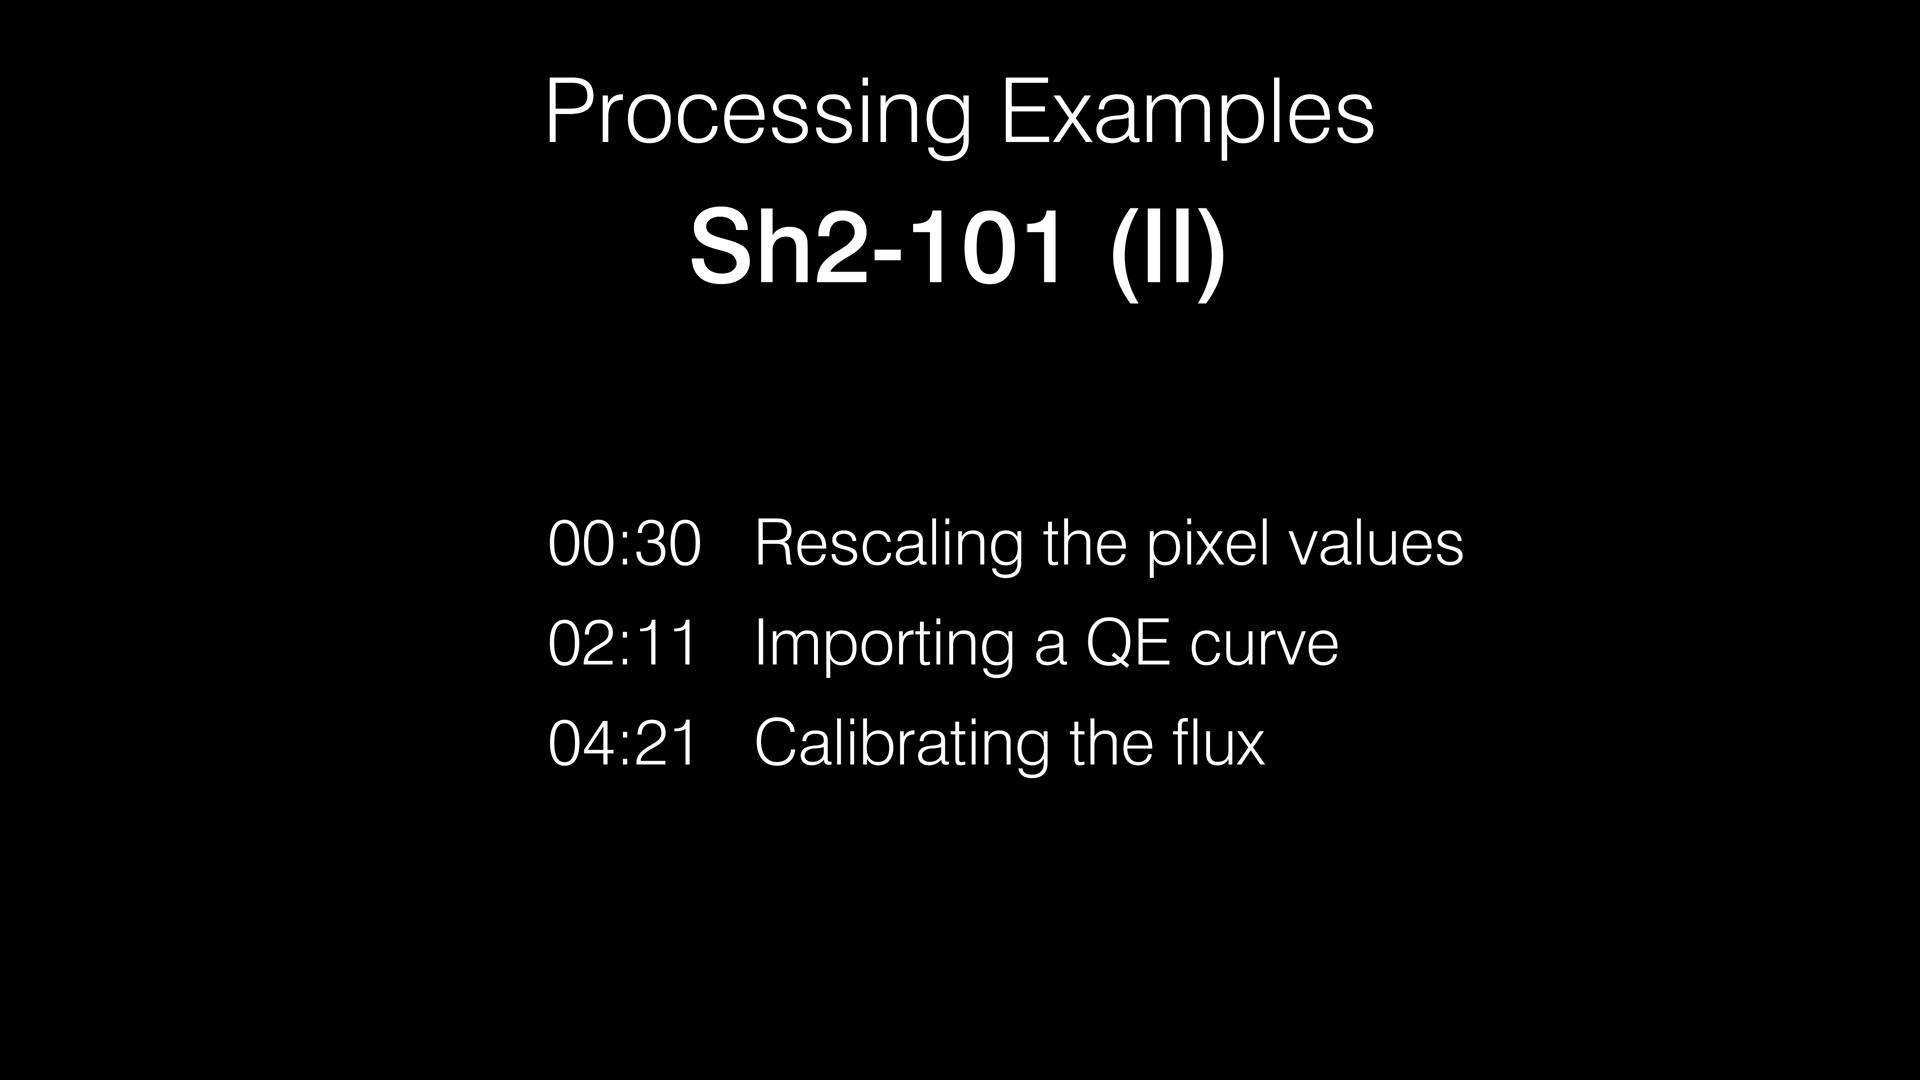 Processing Examples
Sh2-101 (II)
00:30 Rescaling the pixel values
02:11 Importing a QE curve
04:21 Calibrating the flux